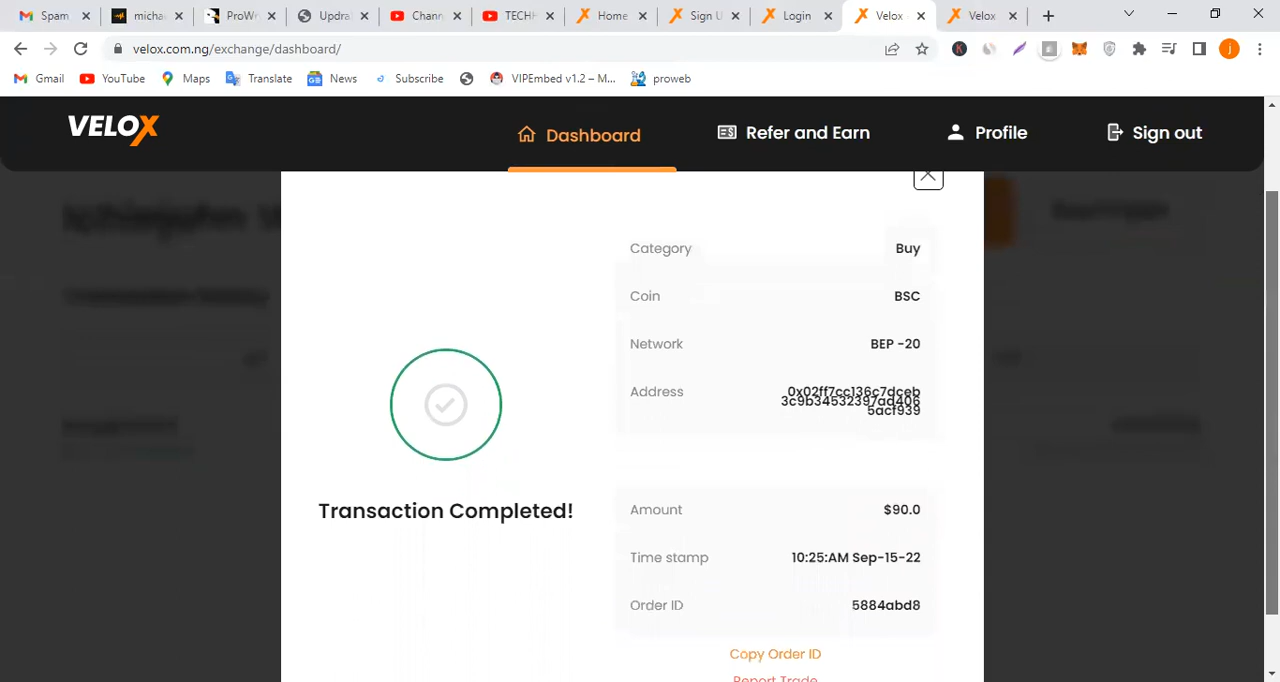 Spam
micha
ProW
Updra
Chann
TECHH
Home
Sign U
Login
Velox
Velox
velox.com.ng/exchange/dashboard/
Gmail
YouTube
Maps
Translate
News
Subscribe
VIPEmbed v1.2 – M...
proweb
VELOX
Dashboard
Refer and Earn
Profile
Sign out
Category
Buy
Coin
BSC
Network
BEP -20
Address
0x02ff7cc136c7dceb
3c9b34532397ad406
5acf939
Transaction Completed!
Amount
$90.0
Time stamp
10:25:AM Sep-15-22
Order ID
5884abd8
Copy Order ID
Report Trade